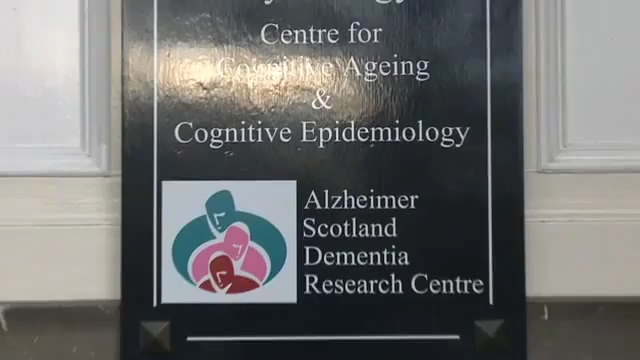 Centre for
Cognitive Ageing
&
Cognitive Epidemiology
Alzheimer
Scotland
Dementia
Research Centre